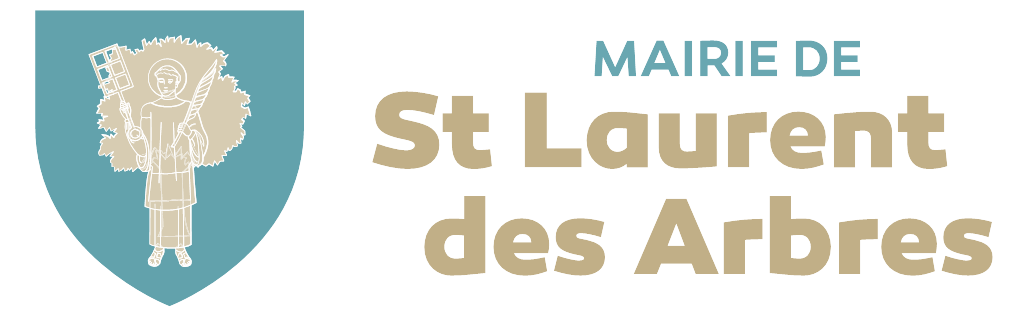 MAIRIE DE
St Laurent
des Arbres